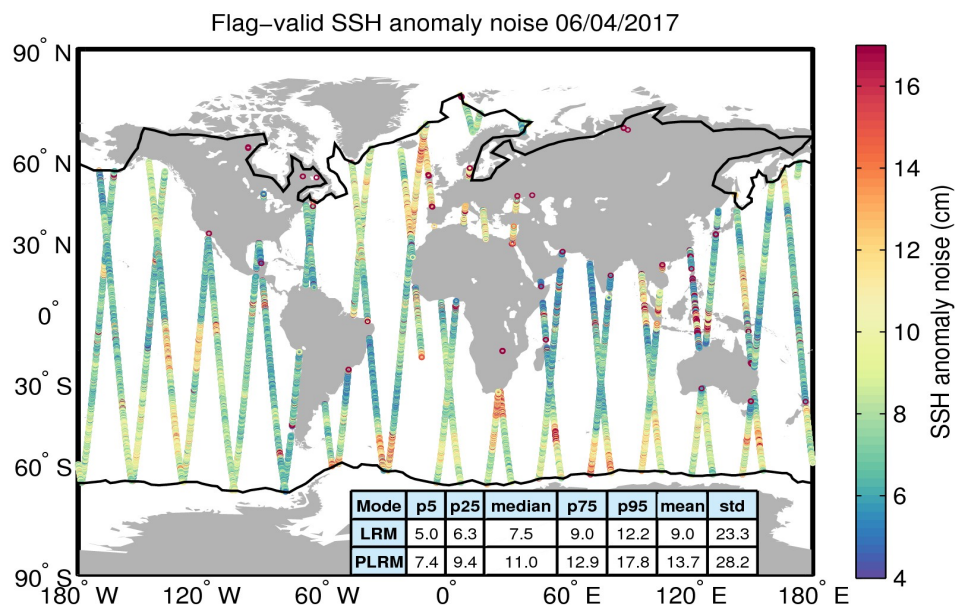 Flag−valid SSH anomaly noise 06/04/2017
90° N
60° N
30° N
0°
30° S
60° S
90° S
180° W
120° W
60° W
0°
60° E
120° E
180° E
16
14
12
10
8
6
4
SSH anomaly noise (cm)
Mode p5 p25 median p75 p95 mean std
LRM 5.0 6.3 7.5 9.0 12.2 9.0 23.3
PLRM 7.4 9.4 11.0 12.9 17.8 13.7 28.2